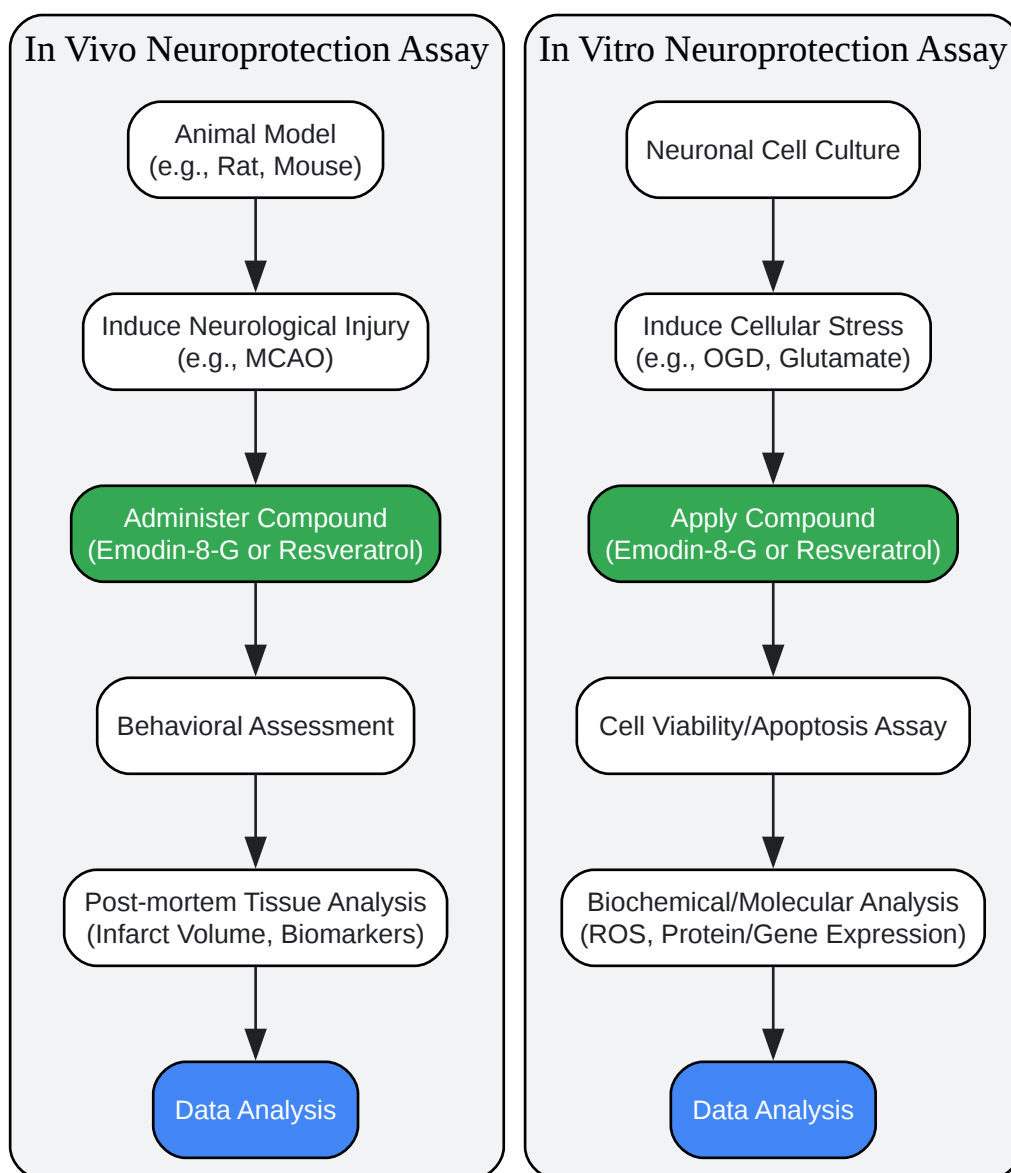 In Vivo Neuroprotection Assay
Animal Model
(e.g., Rat, Mouse)
Induce Neurological Injury
(e.g., MCAO)
Administer Compound
(Emodin-8-G or Resveratrol)
Behavioral Assessment
Post-mortem Tissue Analysis
(Infarct Volume, Biomarkers)
Data Analysis
In Vitro Neuroprotection Assay
Neuronal Cell Culture
Induce Cellular Stress
(e.g., OGD, Glutamate)
Apply Compound
(Emodin-8-G or Resveratrol)
Cell Viability/Apoptosis Assay
Biochemical/Molecular Analysis
(ROS, Protein/Gene Expression)
Data Analysis